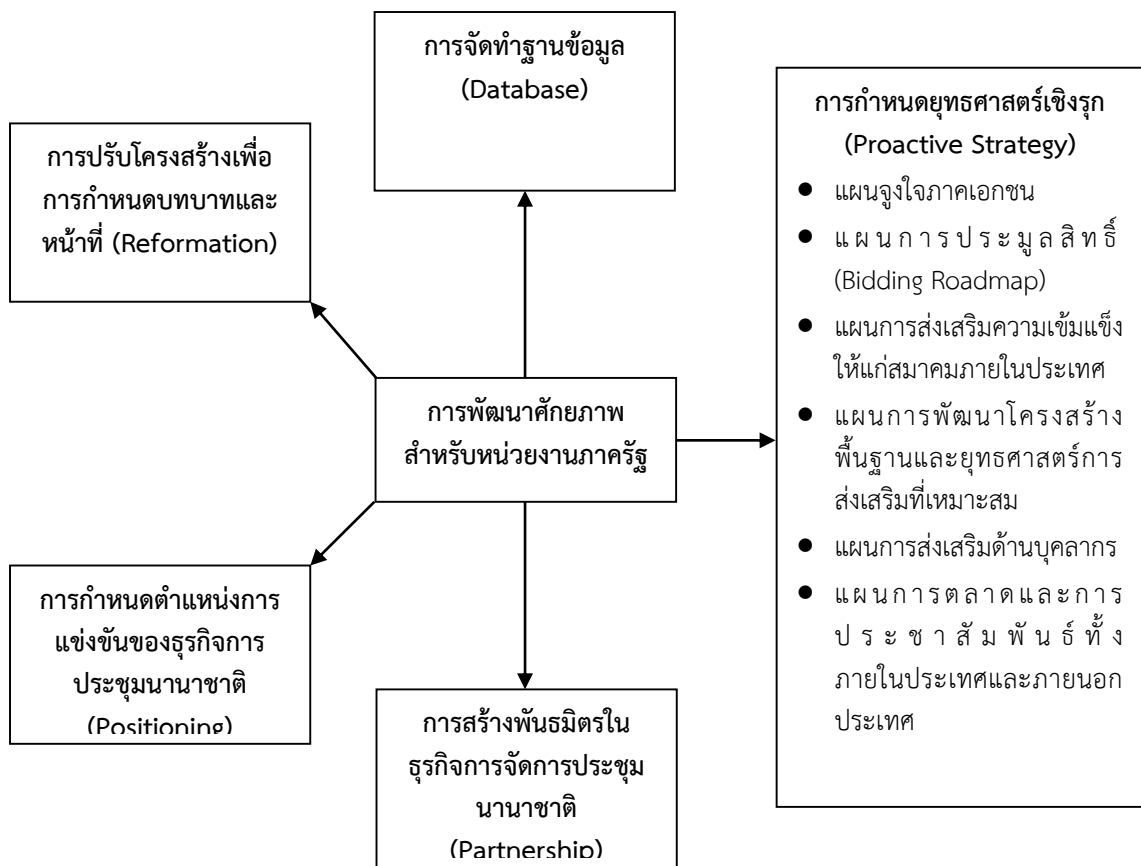 การจัดทำฐานข้อมูล
(Database)
การปรับโครงสร้างเพื่อ
การกำหนดบทบาทและ
หน้าที่ (Reformation)
การกำหนดยุทธศาสตร์เชิงรุก
(Proactive Strategy)
● แผนจูงใจภาคเอกชน
● แผนการประมูลสิทธิ์
(Bidding Roadmap)
● แผนการส่งเสริมความเข้มแข็ง
ให้แก่สมาคมภายในประเทศ
● แผนการพัฒนาโครงสร้าง
พื้นฐานและยุทธศาสตร์การ
ส่งเสริมที่เหมาะสม
● แผนการส่งเสริมด้านบุคลากร
● แผนการตลาดและการ
ประชาสัมพันธ์ทั้ง
ภายในประเทศและภายนอก
ประเทศ
การพัฒนาศักยภาพ
สำหรับหน่วยงานภาครัฐ
การกำหนดตำแหน่งการ
แข่งขันของธุรกิจการ
ประชุมนานาชาติ
(Positioning)
การสร้างพันธมิตรใน
ธุรกิจการจัดการประชุม
นานาชาติ
(Partnership)